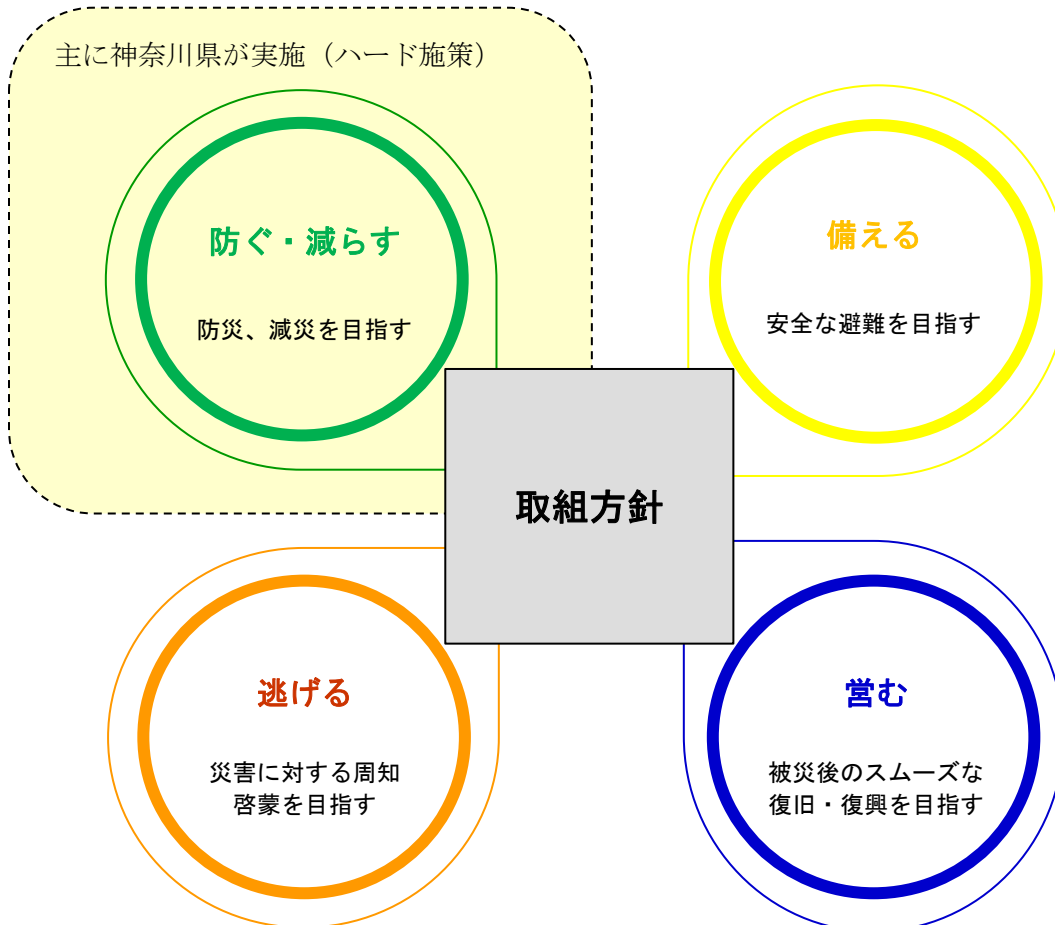 主に神奈川県が実施（ハード施策）
防ぐ・減らす
防災、減災を目指す
備える
安全な避難を目指す
取組方針
逃げる
災害に対する周知
啓蒙を目指す
営む
被災後のスムーズな
復旧・復興を目指す